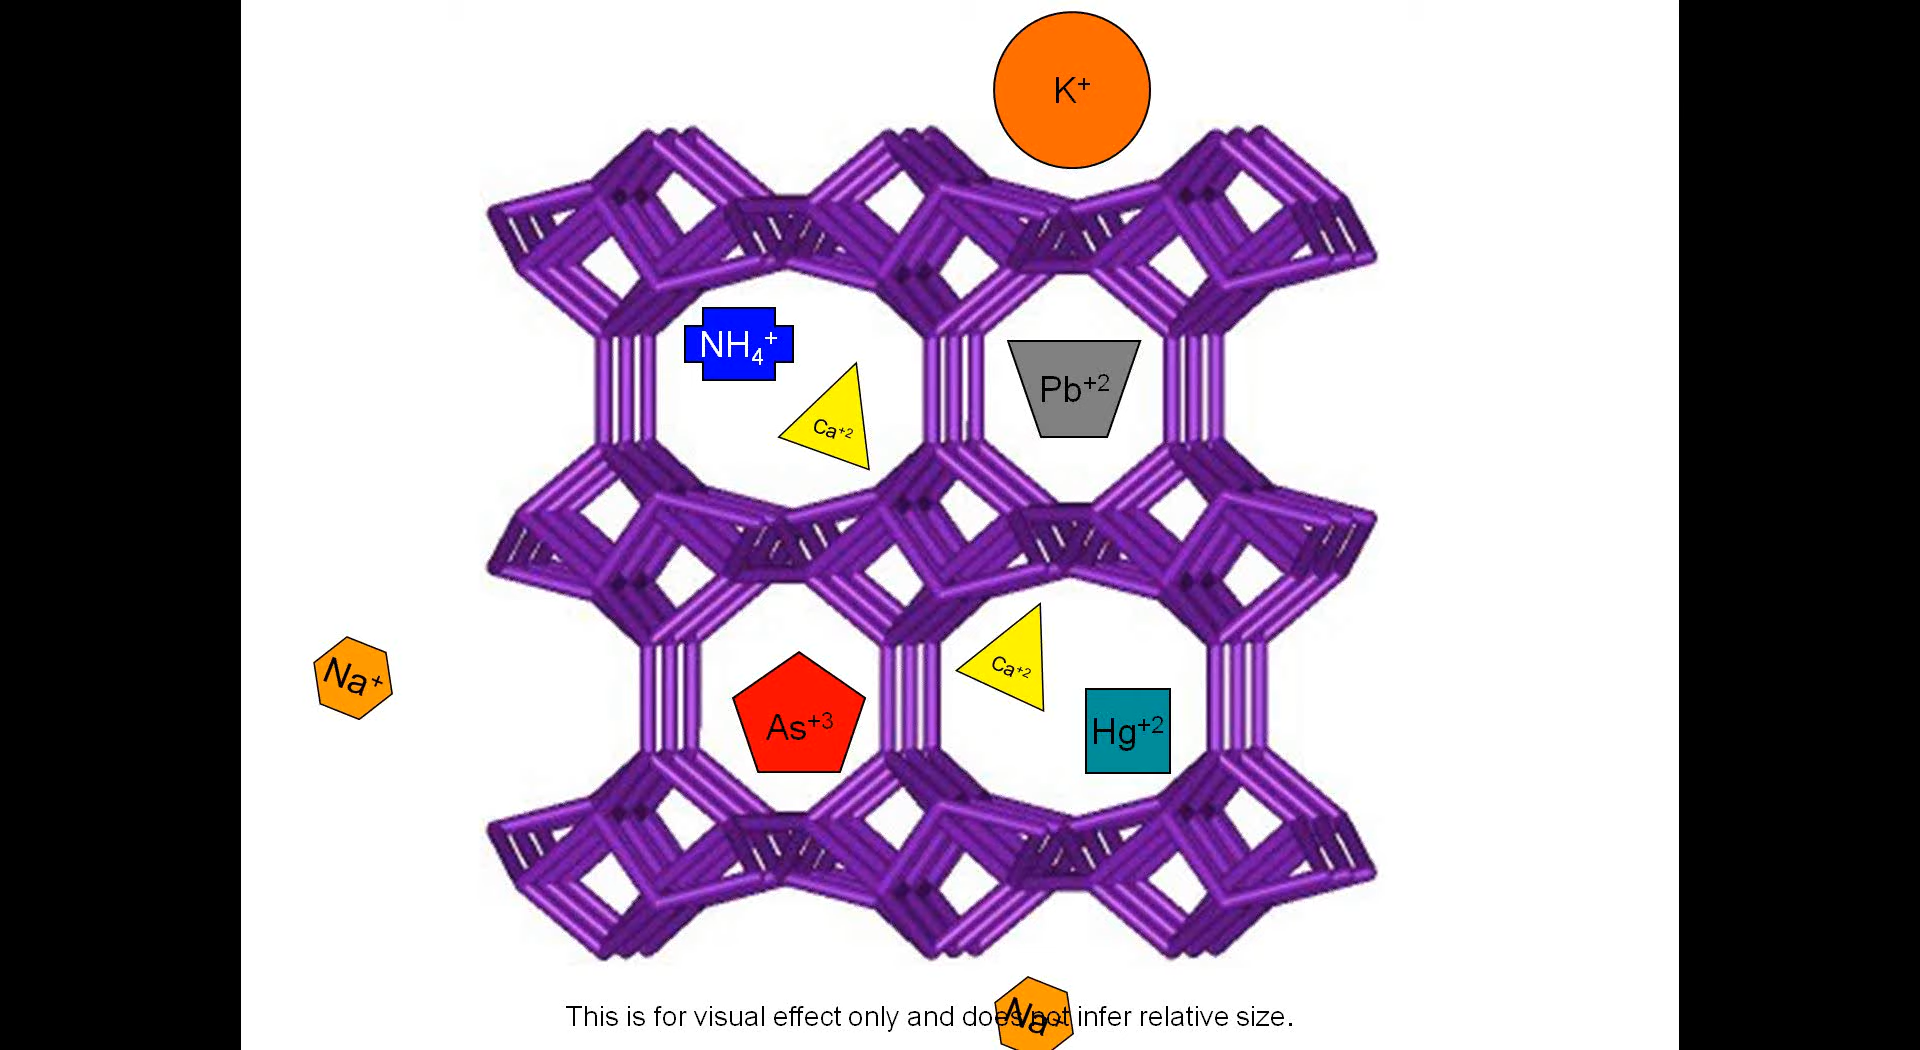 K⁺
NH₄⁺
Pb⁺²
Ca⁺²
Na⁺
Ca⁺²
As⁺³
Hg⁺²
Na⁺
This is for visual effect only and does not infer relative size.